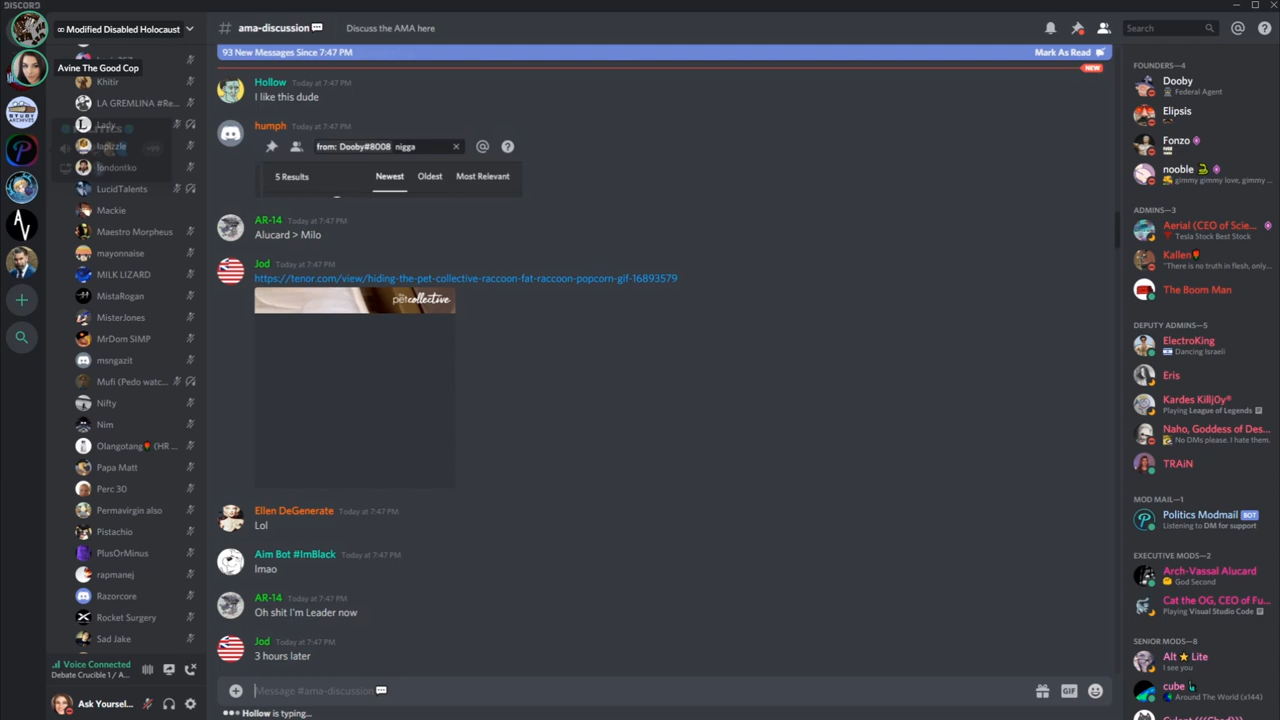 DISCORD
∞ Modified Disabled Holocaust
# ama-discussion💬
Discuss the AMA here
Search
93 New Messages Since 7:47 PM
Mark As Read
NEW
Avine The Good Cop
Khitir
LA GREMLINA #Re...
Lady
lapizzle
londontko
LucidTalents
Mackie
Maestro Morpheus
mayonnaise
MILK LIZARD
MistaRogan
MisterJones
MrDom SIMP
msngazit
Mufi (Pedo watc...
Nifty
Nim
Olangotang🌹 (HR ...
Papa Matt
Perc 30
Permavirgin also
Pistachio
PlusOrMinus
rapmanej
Razorcore
Rocket Surgery
Sad Jake
Voice Connected
Debate Crucible 1 / A...
Ask Yoursel...
Hollow Today at 7:47 PM
I like this dude
humph Today at 7:47 PM
from: Dooby#8008 nigga
5 Results
Newest
Oldest
Most Relevant
AR-14 Today at 7:47 PM
Alucard > Milo
Jod Today at 7:47 PM
https://tenor.com/view/hiding-the-pet-collective-raccoon-fat-raccoon-popcorn-gif-16893579
petcollective
Ellen DeGenerate Today at 7:47 PM
Lol
Aim Bot #ImBlack Today at 7:47 PM
lmao
AR-14 Today at 7:47 PM
Oh shit I'm Leader now
Jod Today at 7:47 PM
3 hours later
Message #ama-discussion💬
GIF
Hollow is typing...
FOUNDERS—4
Dooby
Federal Agent
Elipsis
Fonzo
nooble
gimmy gimmy love, gimmy ...
ADMINS—3
Aerial (CEO of Scie...
Tesla Stock Best Stock
Kallen🌹
"There is no truth in flesh, only...
The Boom Man
DEPUTY ADMINS—5
ElectroKing
🇮🇱 Dancing Israeli
Eris
Kardes Killj0y®
Playing League of Legends
Naho, Goddess of Des...
No DMs please. I hate them.
TRAiN
MOD MAIL—1
Politics Modmail BOT
Listening to DM for support
EXECUTIVE MODS—2
Arch-Vassal Alucard
God Second
Cat the OG, CEO of Fu...
Playing Visual Studio Code
SENIOR MODS—8
Alt ⭐ Lite
I see you
cube
Around The World (x144)